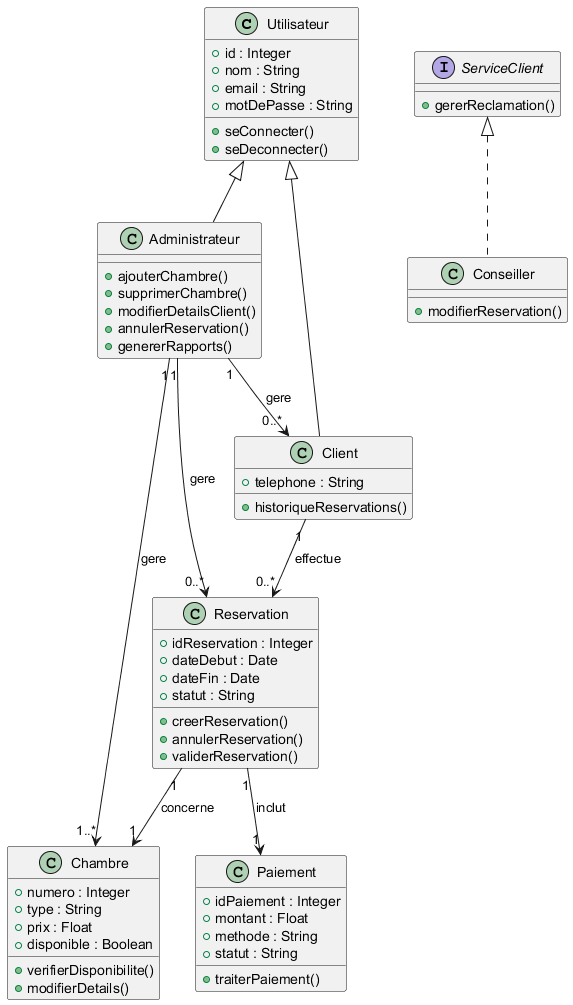 C Utilisateur
id : Integer
nom : String
email : String
motDePasse : String
seConnecter()
seDeconnecter()
I ServiceClient
gererReclamation()
C Administrateur
ajouterChambre()
supprimerChambre()
modifierDetailsClient()
annulerReservation()
genererRapports()
C Conseiller
modifierReservation()
1
1
1
gere
0..*
C Client
telephone : String
historiqueReservations()
gere
1
effectue
gere
0..*
0..*
C Reservation
idReservation : Integer
dateDebut : Date
dateFin : Date
statut : String
creerReservation()
annulerReservation()
validerReservation()
1
1
concerne
inclut
1..*
1
1
C Chambre
numero : Integer
type : String
prix : Float
disponible : Boolean
verifierDisponibilite()
modifierDetails()
C Paiement
idPaiement : Integer
montant : Float
methode : String
statut : String
traiterPaiement()